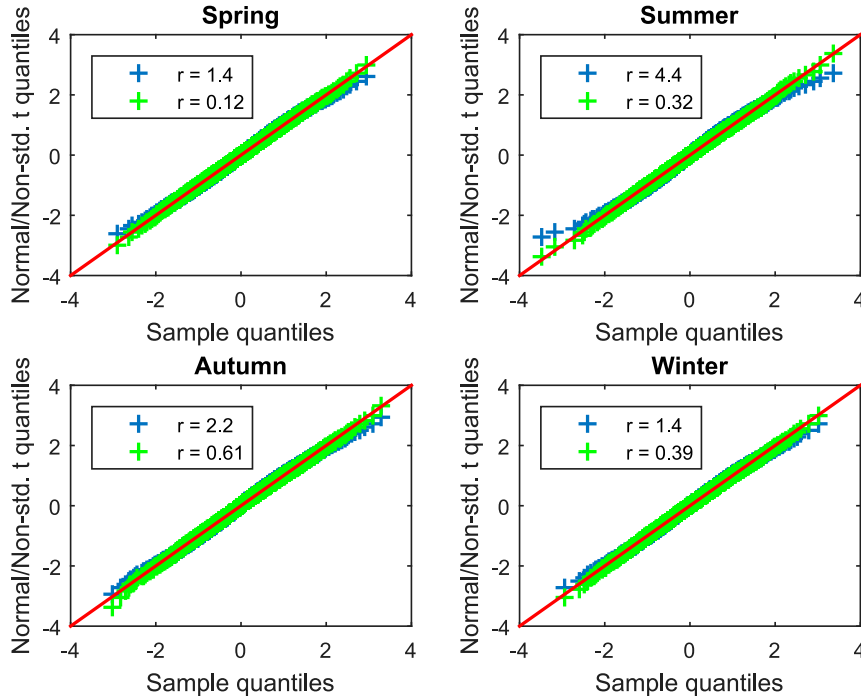 Spring
Normal/Non-std. t quantiles
4
2
0
-2
-4
r = 1.4
r = 0.12
-4 -2 0 2 4
Sample quantiles
Summer
Normal/Non-std. t quantiles
4
2
0
-2
-4
r = 4.4
r = 0.32
-4 -2 0 2 4
Sample quantiles
Autumn
Normal/Non-std. t quantiles
4
2
0
-2
-4
r = 2.2
r = 0.61
-4 -2 0 2 4
Sample quantiles
Winter
Normal/Non-std. t quantiles
4
2
0
-2
-4
r = 1.4
r = 0.39
-4 -2 0 2 4
Sample quantiles